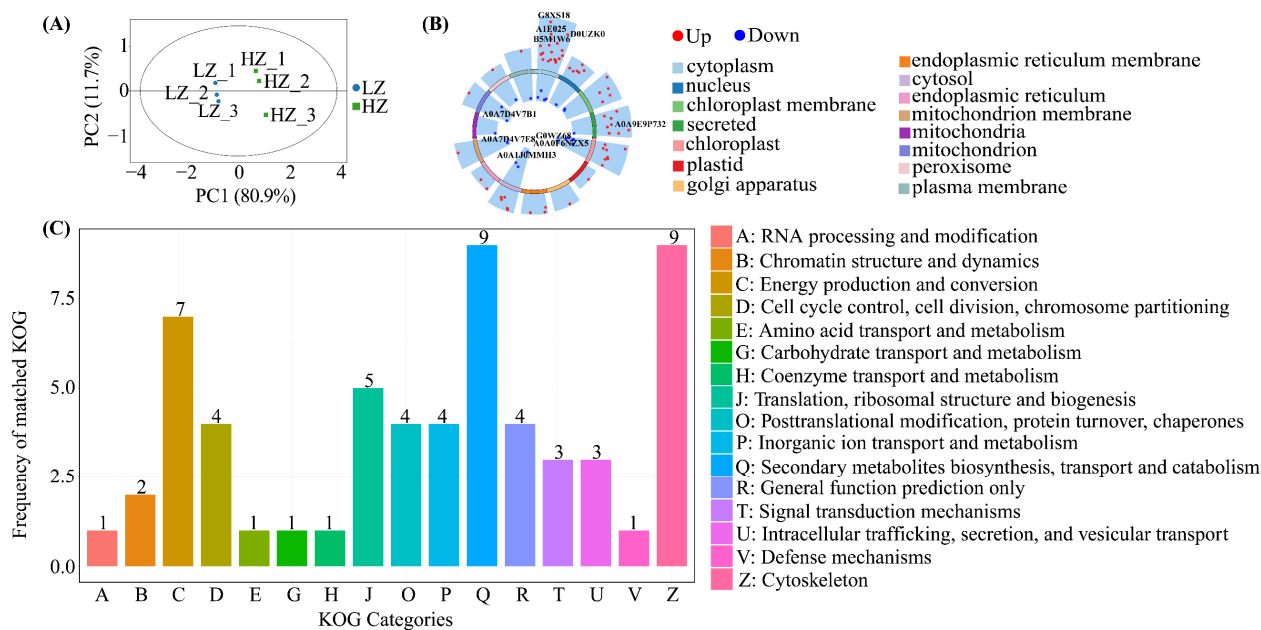 (A)
PC2 (11.7%)
1
0
−1
HZ_1
LZ_1
HZ_2
LZ_2
LZ_3
HZ_3
LZ
HZ
−4
−2
0
2
4
PC1 (80.9%)
(B)
G8XS18
A1E025
D0UZK0
B5M1W6
A0A7D4V7B1
A0A9E9P732
A0A7D4V7F8
G0WZ68
A0A0F6NZX5
A0A1J0MMH3
Up
Down
cytoplasm
nucleus
chloroplast membrane
secreted
chloroplast
plastid
golgi apparatus
endoplasmic reticulum membrane
cytosol
endoplasmic reticulum
mitochondrion membrane
mitochondria
mitochondrion
peroxisome
plasma membrane
(C)
Frequency of matched KOG
7.5
5.0
2.5
0.0
1
2
7
4
1
1
1
5
4
4
9
4
3
3
1
9
A
B
C
D
E
G
H
J
O
P
Q
R
T
U
V
Z
KOG Categories
A: RNA processing and modification
B: Chromatin structure and dynamics
C: Energy production and conversion
D: Cell cycle control, cell division, chromosome partitioning
E: Amino acid transport and metabolism
G: Carbohydrate transport and metabolism
H: Coenzyme transport and metabolism
J: Translation, ribosomal structure and biogenesis
O: Posttranslational modification, protein turnover, chaperones
P: Inorganic ion transport and metabolism
Q: Secondary metabolites biosynthesis, transport and catabolism
R: General function prediction only
T: Signal transduction mechanisms
U: Intracellular trafficking, secretion, and vesicular transport
V: Defense mechanisms
Z: Cytoskeleton